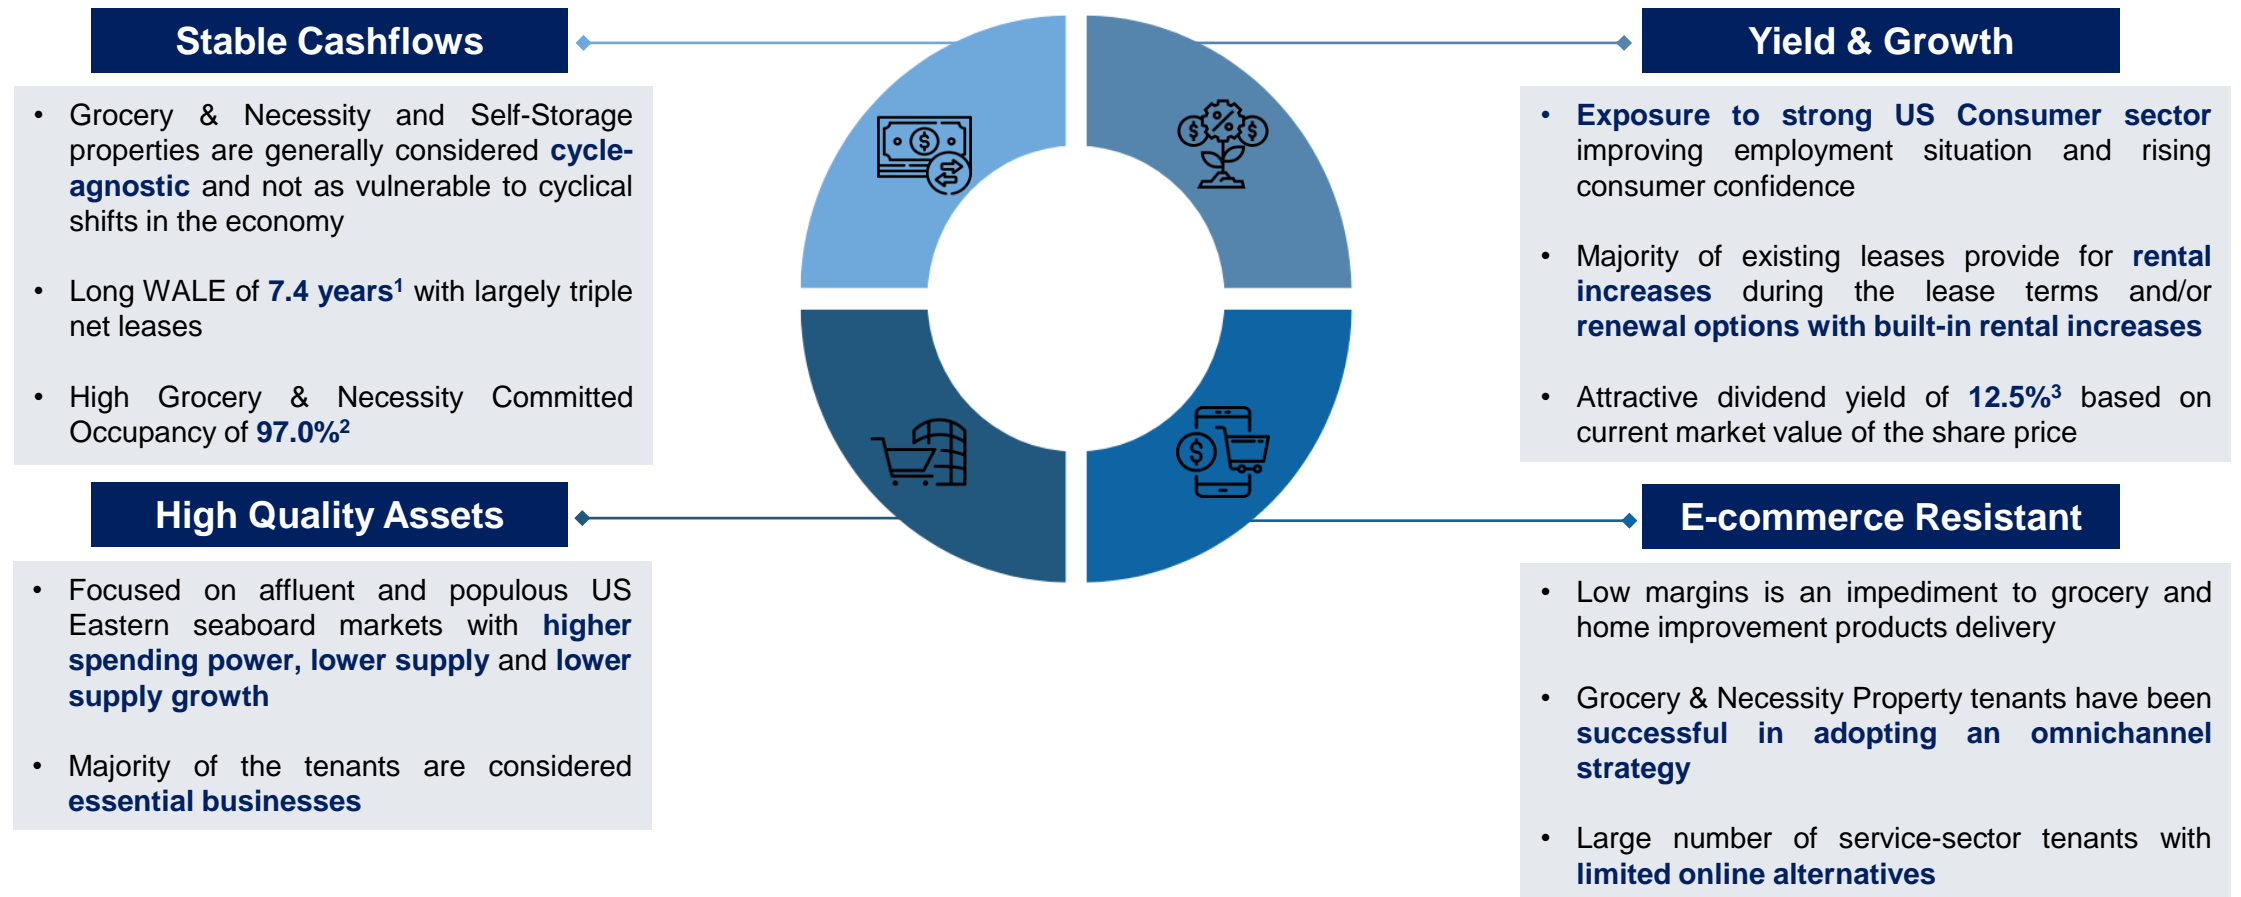 Stable Cashflows
• Grocery & Necessity and Self-Storage
properties are generally considered cycle-
agnostic and not as vulnerable to cyclical
shifts in the economy
• Long WALE of 7.4 years¹ with largely triple
net leases
• High Grocery & Necessity Committed
Occupancy of 97.0%²
High Quality Assets
• Focused on affluent and populous US
Eastern seaboard markets with higher
spending power, lower supply and lower
supply growth
• Majority of the tenants are considered
essential businesses
Yield & Growth
• Exposure to strong US Consumer sector
improving employment situation and rising
consumer confidence
• Majority of existing leases provide for rental
increases during the lease terms and/or
renewal options with built-in rental increases
• Attractive dividend yield of 12.5%³ based on
current market value of the share price
E-commerce Resistant
• Low margins is an impediment to grocery and
home improvement products delivery
• Grocery & Necessity Property tenants have been
successful in adopting an omnichannel
strategy
• Large number of service-sector tenants with
limited online alternatives